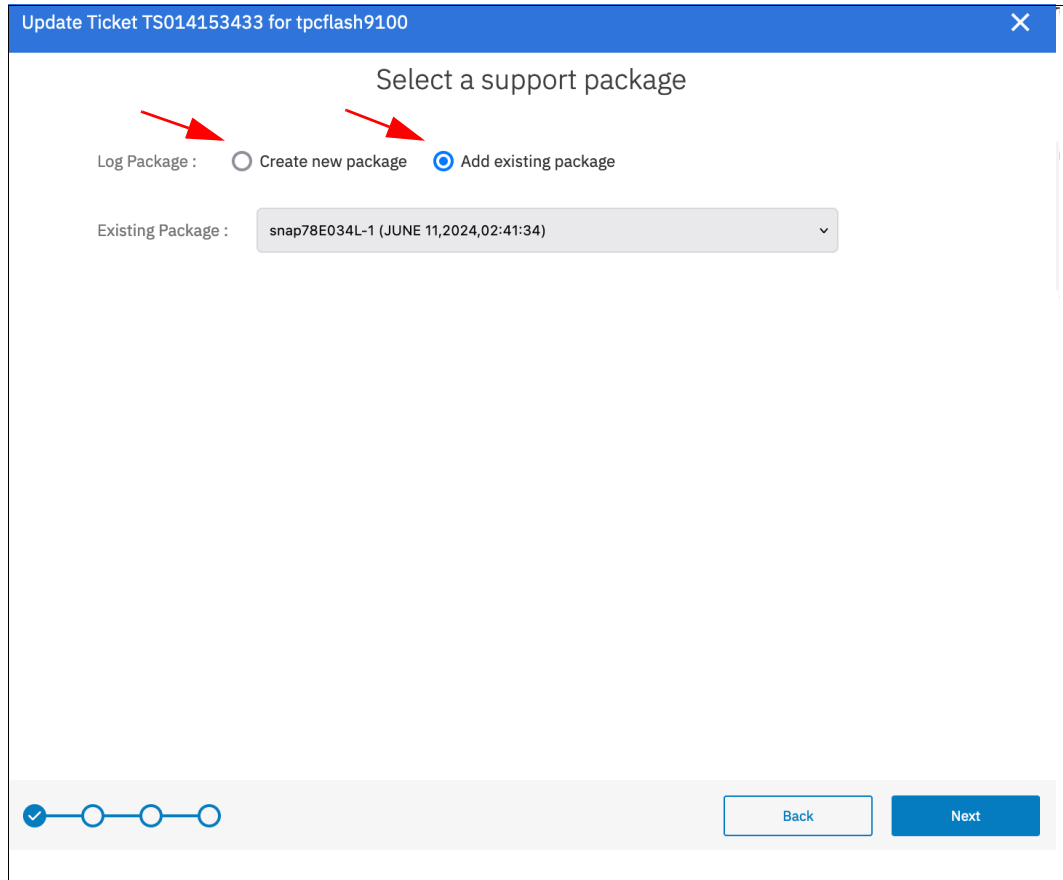 Update Ticket TS014153433 for tpcflash9100
Select a support package
Log Package : Create new package Add existing package
Existing Package : snap78E034L-1 (JUNE 11,2024,02:41:34)
Back Next